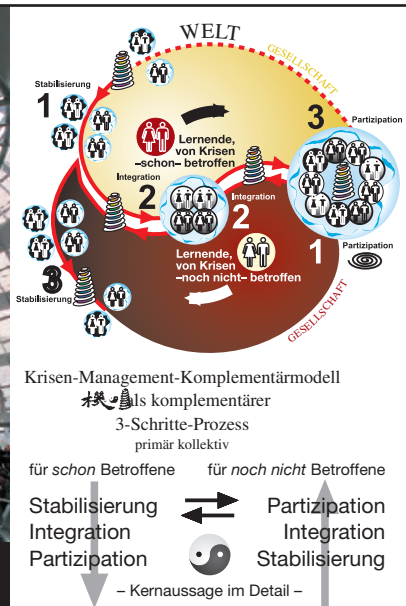 WELT
GESELLSCHAFT
Stabilisierung
1
3
Partizipation
Lernende,
von Krisen
–schon– betroffen
Integration
2
Integration
2
Lernende,
von Krisen
–noch nicht– betroffen
1
Partizipation
3
Stabilisierung
GESELLSCHAFT
Krisen-Management-Komplementärmodell
als komplementärer
3-Schritte-Prozess
primär kollektiv
für schon Betroffene für noch nicht Betroffene
Stabilisierung Partizipation
Integration Integration
Partizipation Stabilisierung
– Kernaussage im Detail –